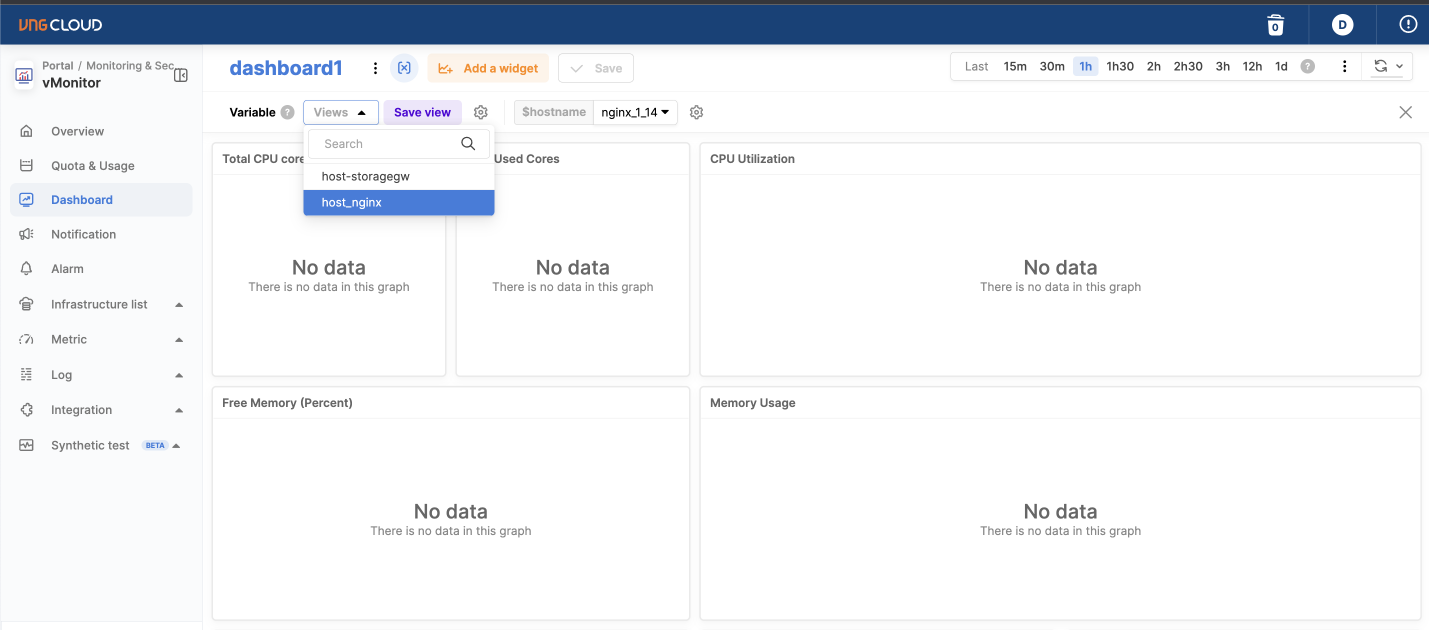 VNG CLOUD
0
D
Portal / Monitoring & Sec
vMonitor
Overview
Quota & Usage
Dashboard
Notification
Alarm
Infrastructure list
Metric
Log
Integration
Synthetic test BETA
dashboard1
Add a widget
Save
Last 15m 30m 1h 1h30 2h 2h30 3h 12h 1d ?
Variable ? Views Save view $hostname nginx_1_14
Search
host-storagegw
host_nginx
Total CPU core
Used Cores
CPU Utilization
No data
There is no data in this graph
No data
There is no data in this graph
No data
There is no data in this graph
Free Memory (Percent)
Memory Usage
No data
There is no data in this graph
No data
There is no data in this graph